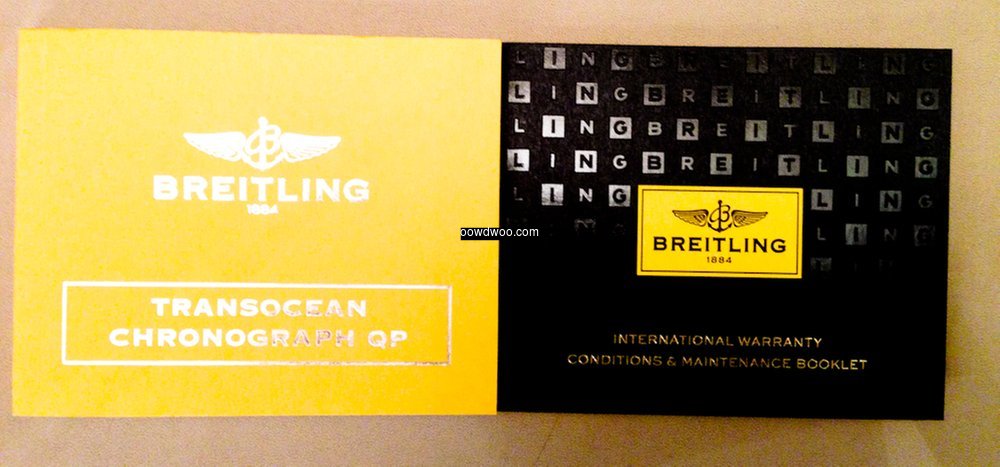 BREITLING
1884
TRANSOCEAN
CHRONOGRAPH QP
L I N G B R E I T L I N G
L I N G B R E I T L I N G
L I N G B R E I T L I N G
L I N G B R E I T L I N G
L I N G L I N
L I N
BREITLING
1884
INTERNATIONAL WARRANTY
CONDITIONS & MAINTENANCE BOOKLET
powdwoo.com